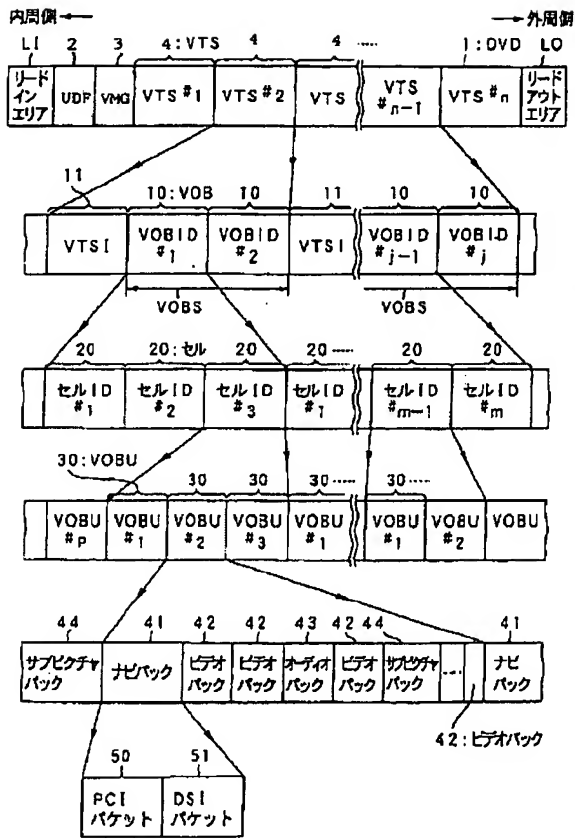 内周側 ← → 外周側
LI 2 3 4:VTS 4 4 ····· 1:DVD LO
リードインエリア UDF VMG VTS #1 VTS #2 VTS VTS #n-1 VTS #n リードアウトエリア
11 10:VOB 10 11 10 10
VTSI VOBID #1 VOBID #2 VTSI VOBID #j-1 VOBID #j
VOBS VOBS
20 20:セル 20 20 ····· 20 20
セルID #1 セルID #2 セルID #3 セルID #1 セルID #m-1 セルID #m
30:VOBU 30 30 30 ····· 30 ·····
VOBU #P VOBU #1 VOBU #2 VOBU #3 VOBU #1 VOBU #1 VOBU #2 VOBU
44 41 42 42 43 42 44 41
サブピクチャパック ナビパック ビデオパック ビデオパック オーディオパック ビデオパック サブピクチャパック ···· ナビパック
42:ビデオパック
50 51
PCIパケット DSIパケット